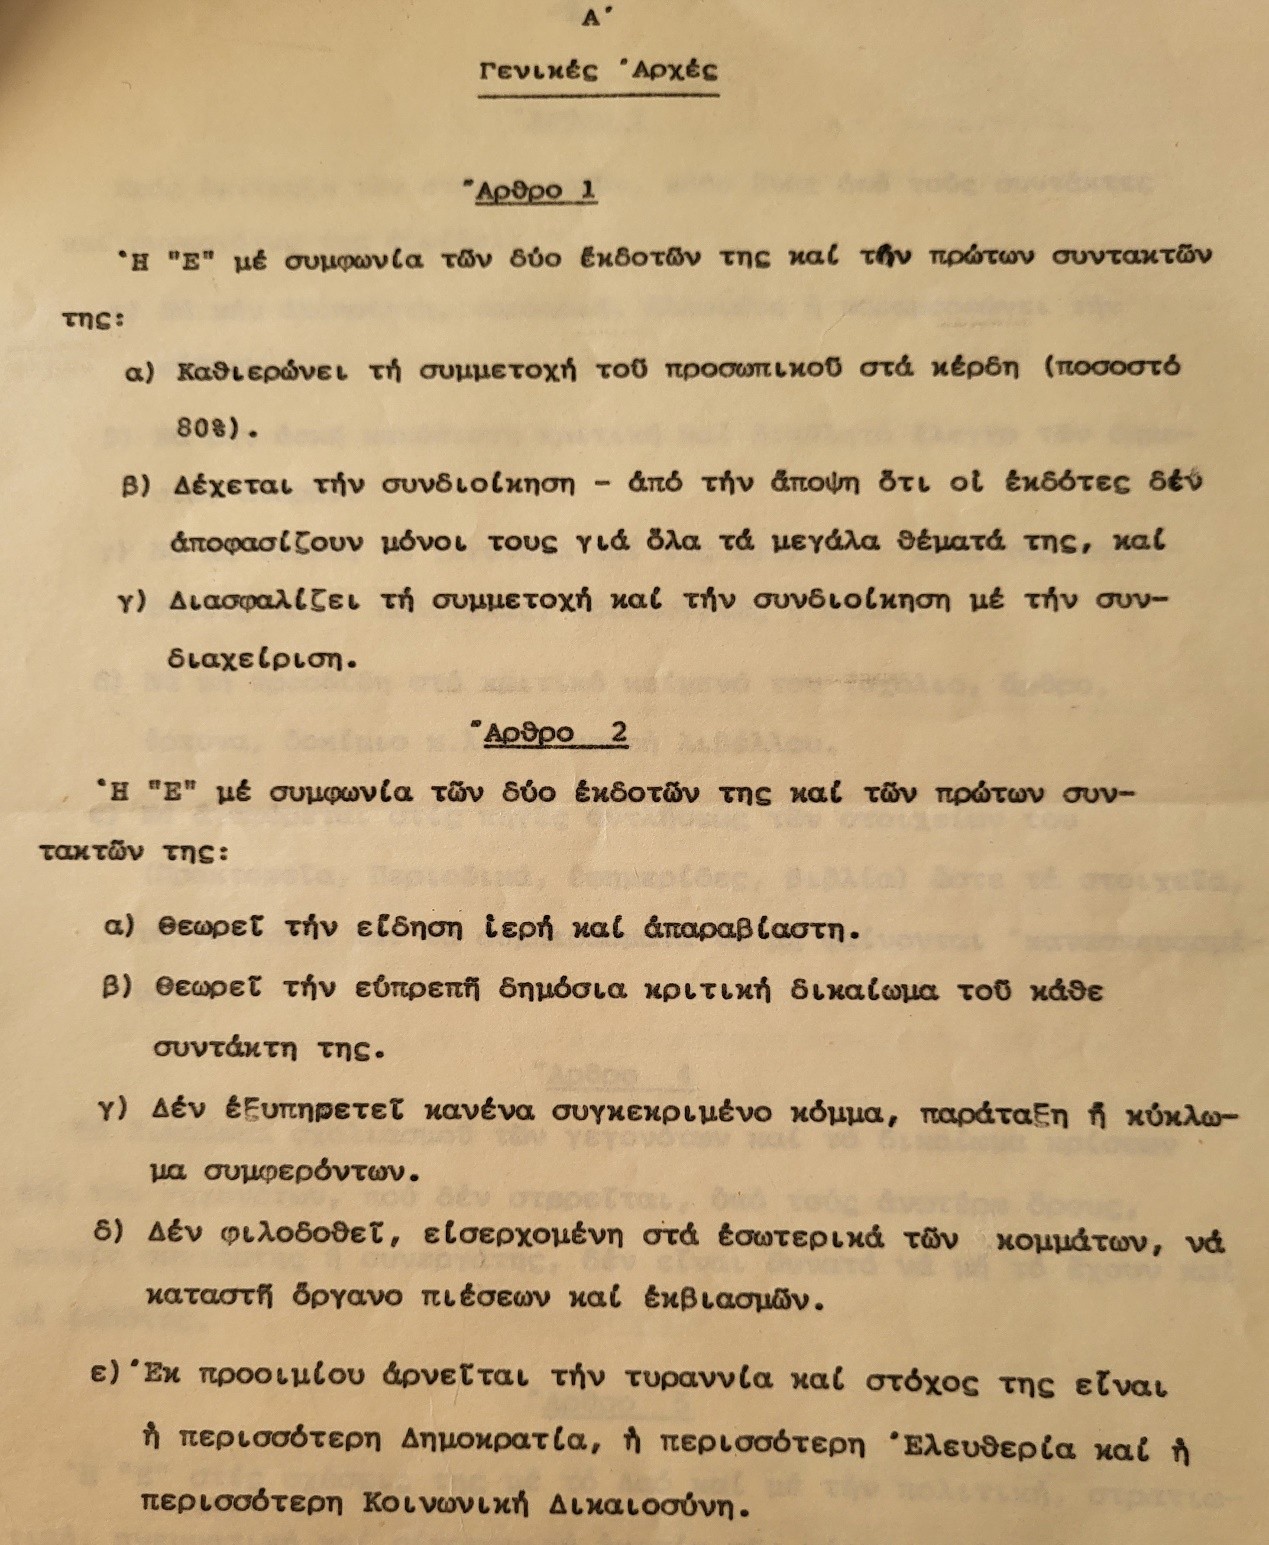 Α΄
Γενικές Ἀρχές
Ἄρθρο 1
Ἡ "Ε" μέ συμφωνία τῶν δύο ἐκδοτῶν της καί τῶν πρώτων συντακτῶν
της:
α) Καθιερώνει τή συμμετοχή τοῦ προσωπικοῦ στά κέρδη (ποσοστό
80%).
β) Δέχεται τήν συνδιοίκηση - ἀπό τήν ἄποψη ὅτι οἱ ἐκδότες δέν
ἀποφασίζουν μόνοι τους γιά ὅλα τά μεγάλα θέματά της, καί
γ) Διασφαλίζει τή συμμετοχή καί τήν συνδιοίκηση μέ τήν συν-
διαχείριση.
Ἄρθρο 2
Ἡ "Ε" μέ συμφωνία τῶν δύο ἐκδοτῶν της καί τῶν πρώτων συν-
τακτῶν της:
α) Θεωρεῖ τήν εἴδηση ἱερή καί ἀπαραβίαστη.
β) Θεωρεῖ τήν εὐπρεπῆ δημόσια κριτική δικαίωμα τοῦ κάθε
συντάκτη της.
γ) Δέν ἐξυπηρετεῖ κανένα συγκεκριμένο κόμμα, παράταξη ἤ κύκλω-
μα συμφερόντων.
δ) Δέν φιλοδοθεῖ, εἰσερχομένη στά ἐσωτερικά τῶν κομμάτων, νά
καταστῆ ὄργανο πιέσεων καί ἐκβιασμῶν.
ε) Ἐκ προοιμίου ἀρνεῖται τήν τυραννία καί στόχος της εἶναι
ἡ περισσότερη Δημοκρατία, ἡ περισσότερη Ἐλευθερία καί ἡ
περισσότερη Κοινωνική Δικαιοσύνη.